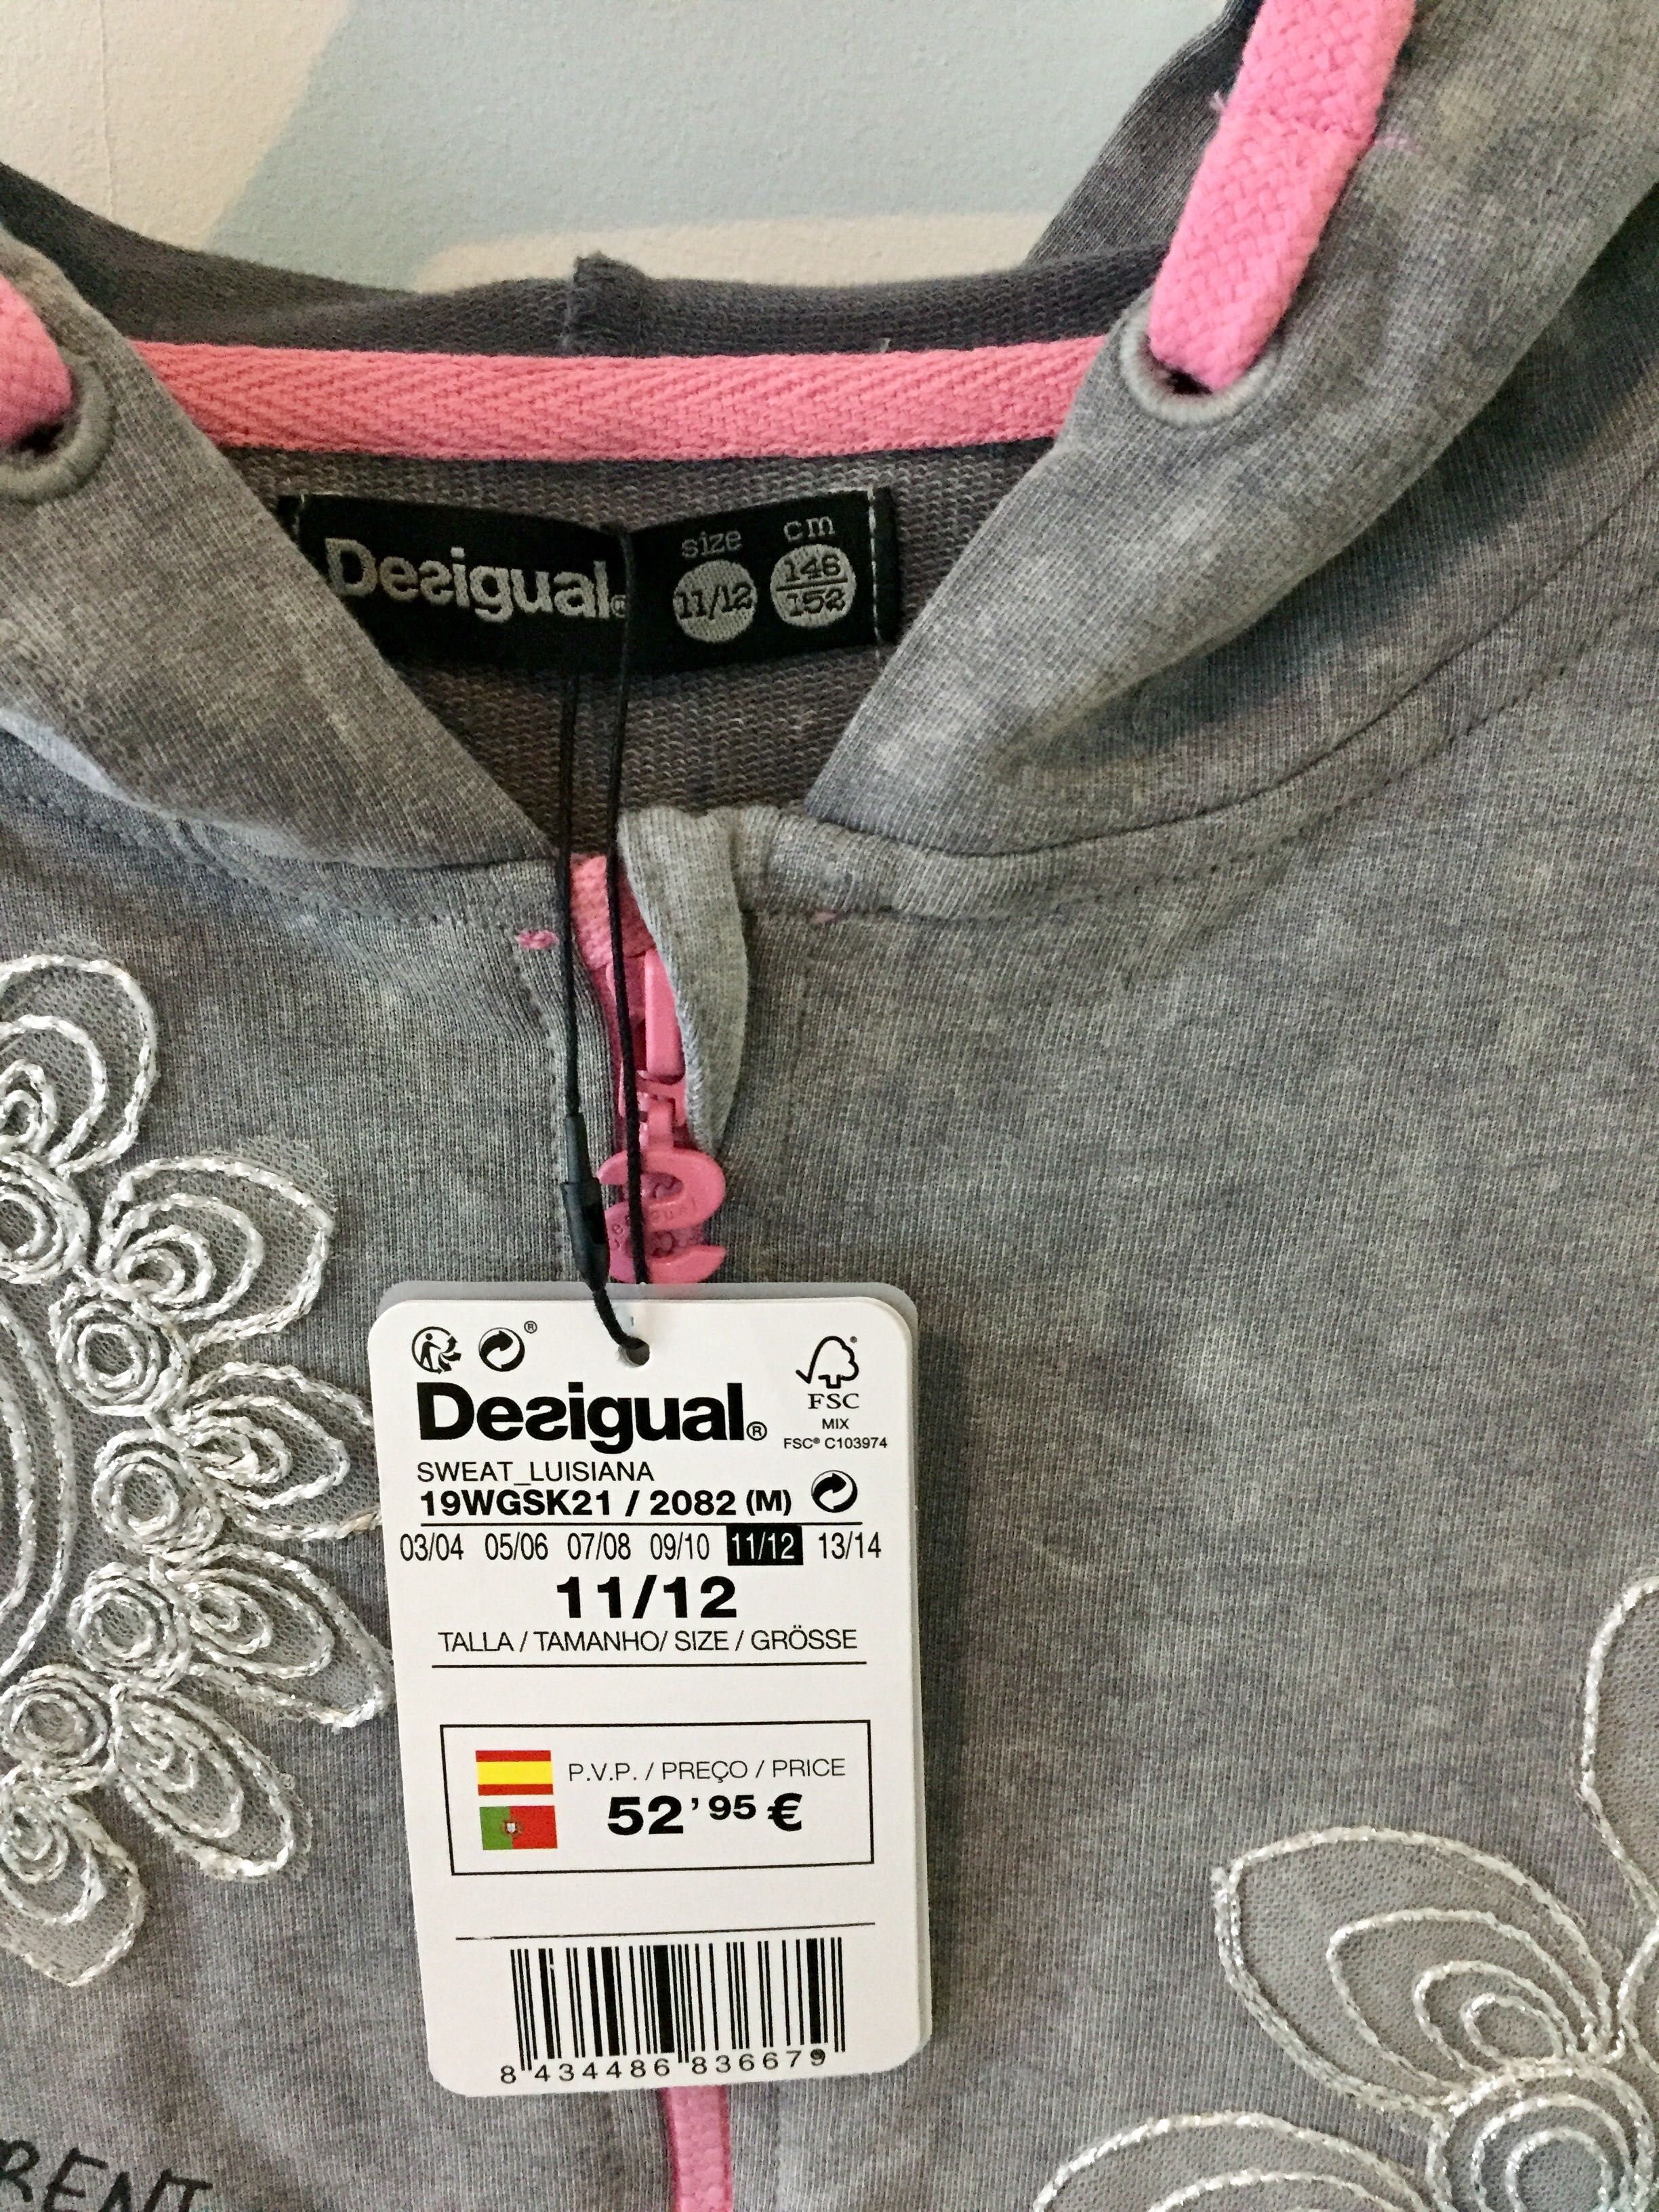 Desigual®
size
11/12
cm
146
152
®
Desigual®
FSC®
MIX
FSC® C103974
SWEAT_LUISIANA
19WGSK21 / 2082 (M)
03/04 05/06 07/08 09/10 11/12 13/14
11/12
TALLA / TAMANHO/ SIZE / GRÖSSE
P.V.P. / PREÇO / PRICE
52'95 €
8 434486 836679
RENT